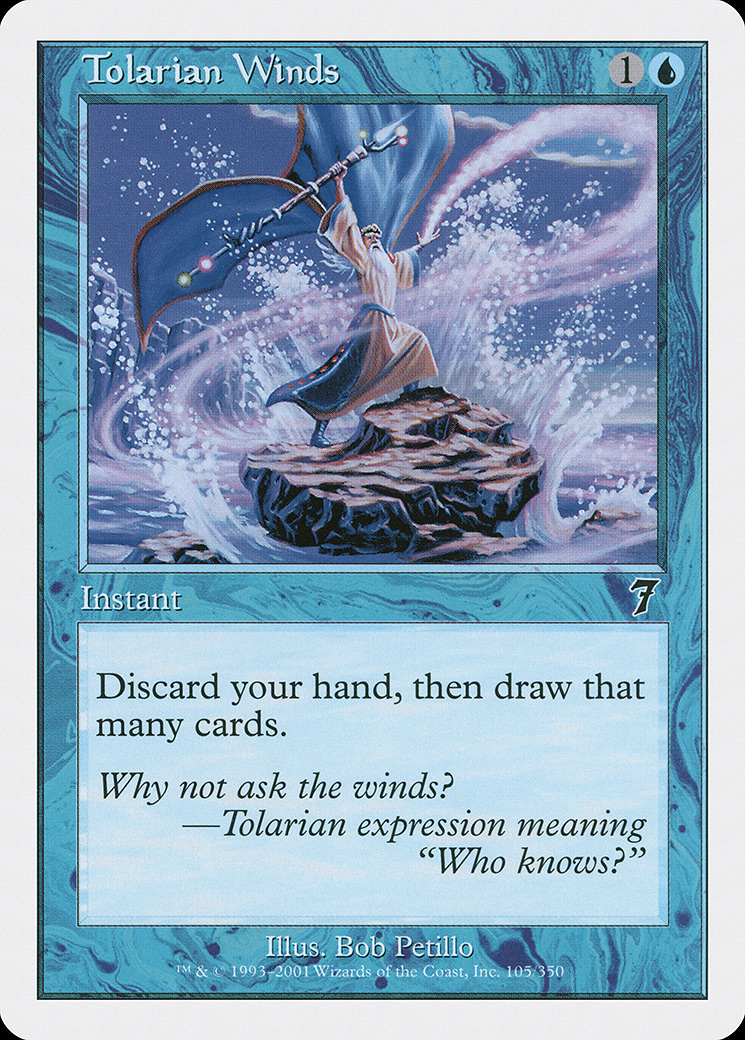 Tolarian Winds
1
Instant
7
Discard your hand, then draw that
many cards.
Why not ask the winds?
—Tolarian expression meaning
“Who knows?”
Illus. Bob Petillo
™ & © 1993–2001 Wizards of the Coast, Inc. 105/350